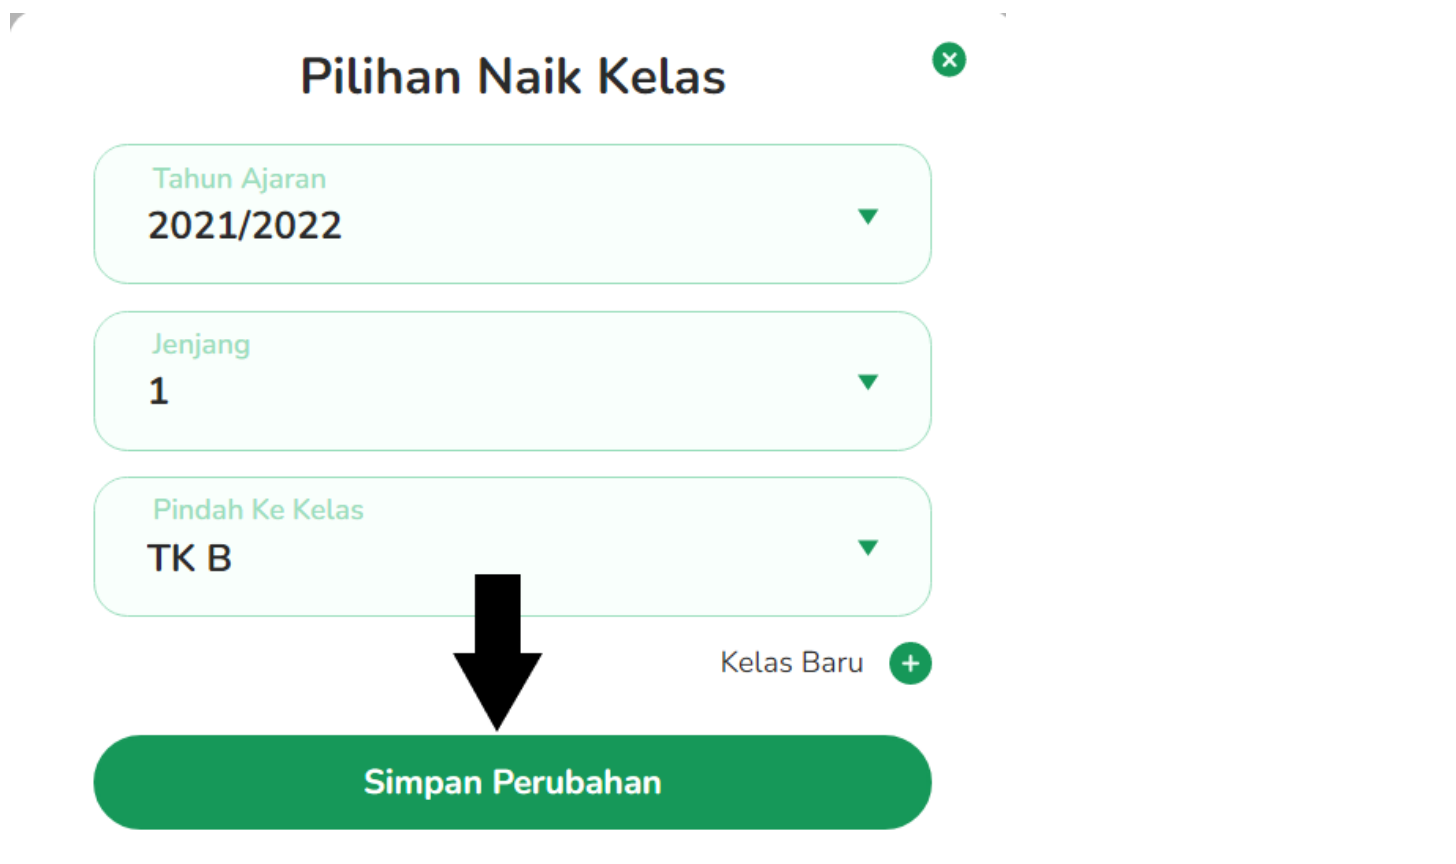 Pilihan Naik Kelas
Tahun Ajaran
2021/2022
Jenjang
1
Pindah Ke Kelas
TK B
Kelas Baru
Simpan Perubahan